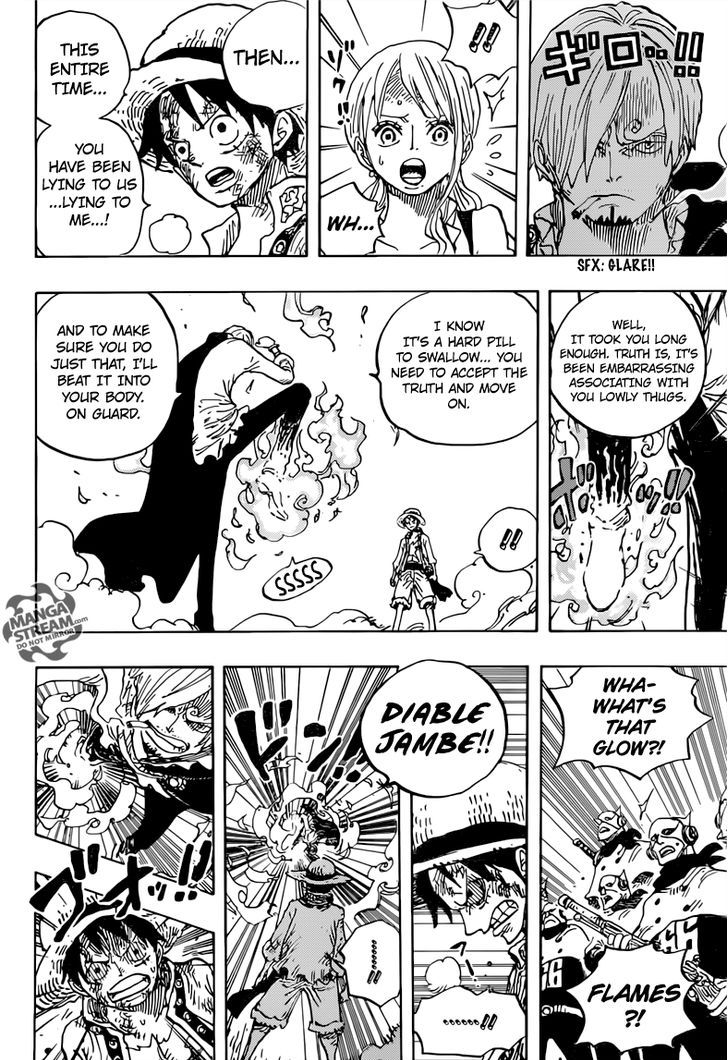 ギロ...!!
SFX: GLARE!!
!!
WH...
THEN...
THIS
ENTIRE
TIME...
YOU
HAVE BEEN
LYING TO US
...LYING TO
ME...!
WELL,
IT TOOK YOU LONG
ENOUGH. TRUTH IS, IT'S
BEEN EMBARRASSING
ASSOCIATING WITH
YOU LOWLY THUGS.
I KNOW
IT'S A HARD PILL
TO SWALLOW... YOU
NEED TO ACCEPT THE
TRUTH AND MOVE
ON.
!!
SSSSS
AND TO MAKE
SURE YOU DO
JUST THAT, I'LL
BEAT IT INTO
YOUR BODY.
ON GUARD.
WHA-
WHAT'S
THAT
GLOW?!
FLAMES
?!
DIABLE
JAMBE!!
MANGA
STREAM.com
DO NOT MIRROR